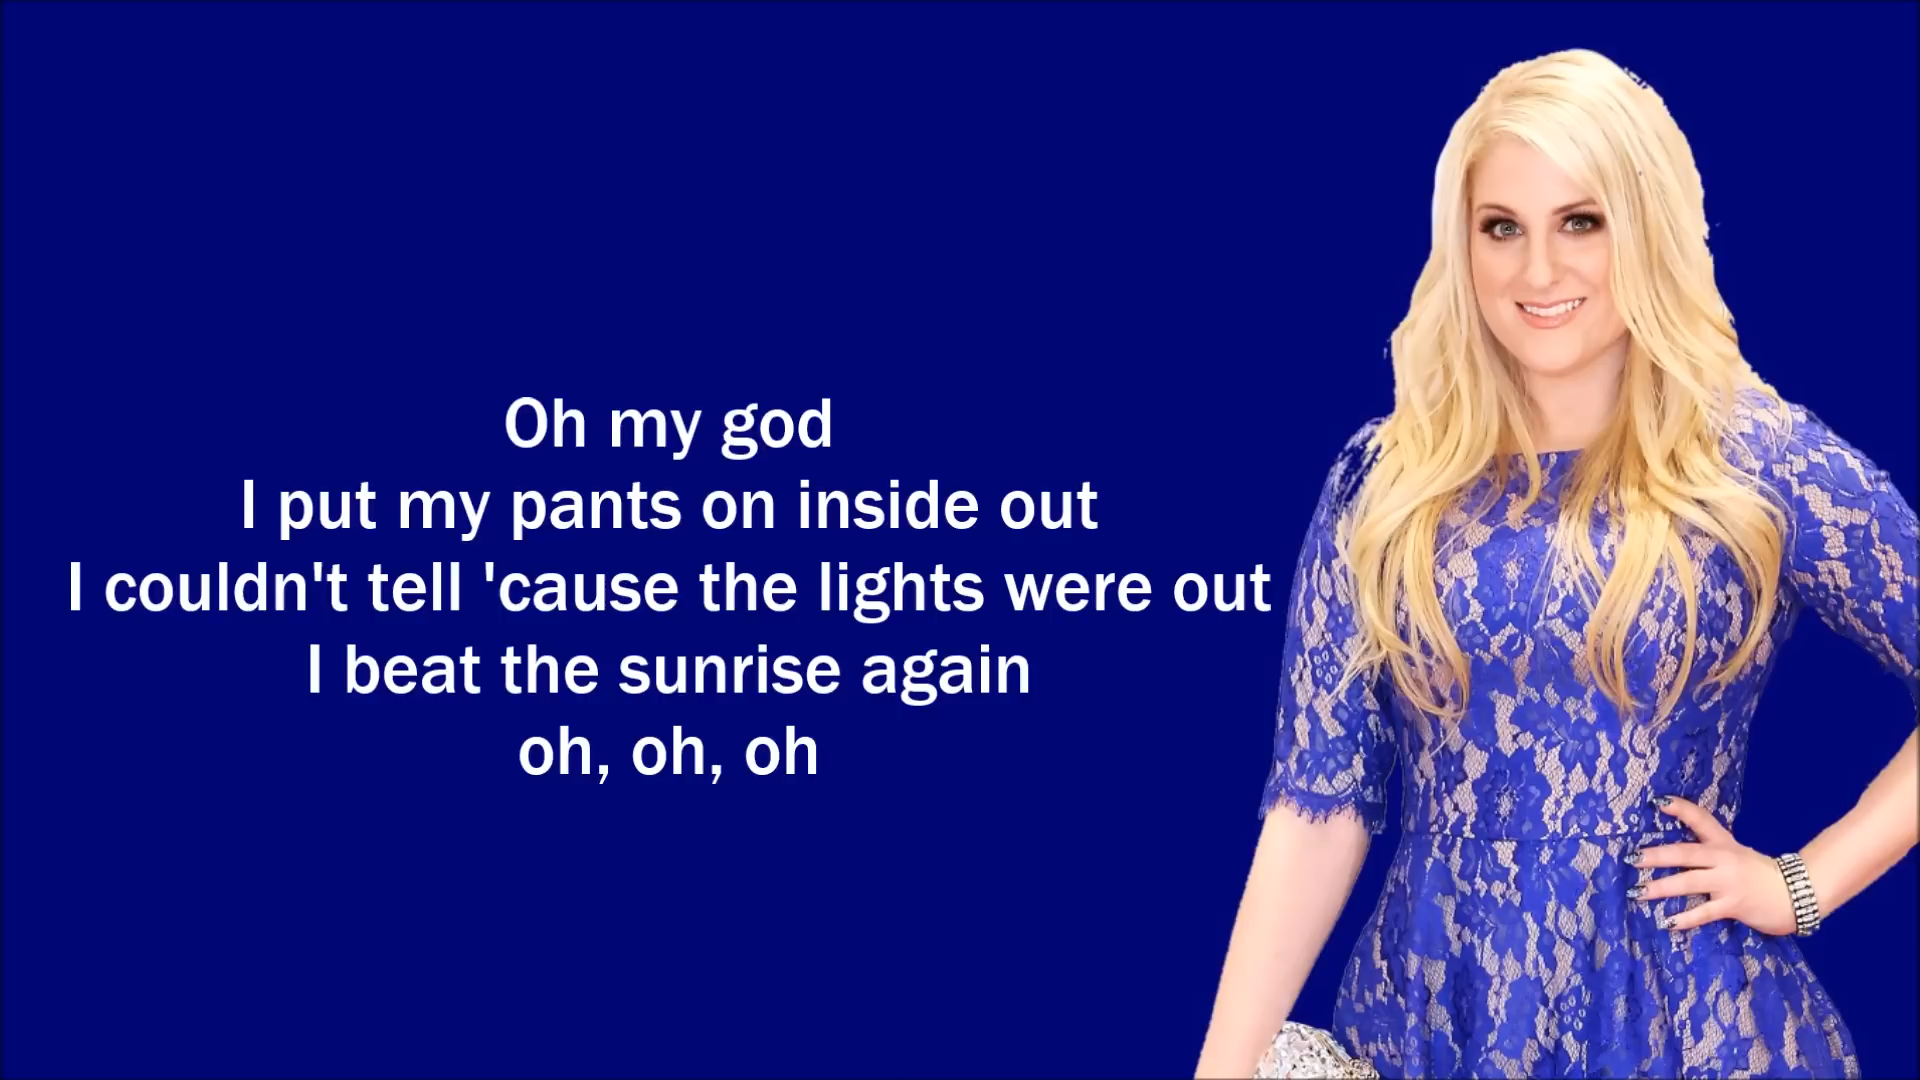 Oh my god
I put my pants on inside out
I couldn't tell 'cause the lights were out
I beat the sunrise again
oh, oh, oh